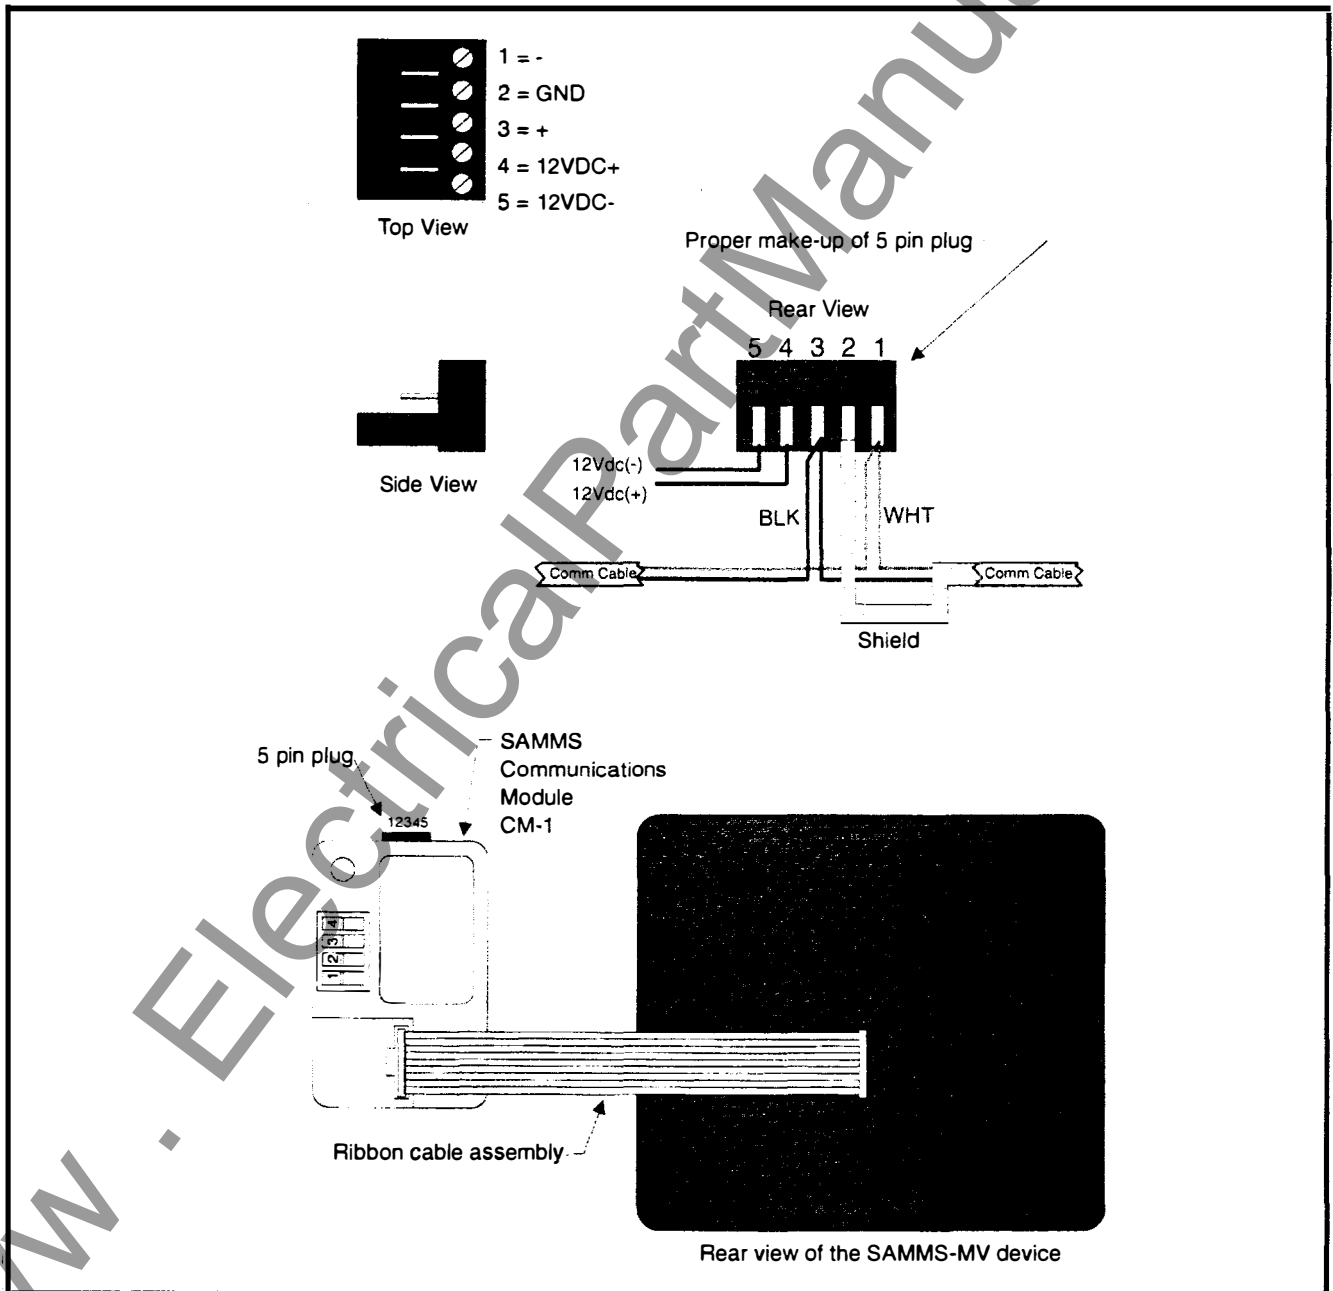 1 = -
2 = GND
3 = +
4 = 12VDC+
5 = 12VDC-
Top View
Proper make-up of 5 pin plug
Rear View
5 4 3 2 1
Side View
12Vdc(-)
12Vdc(+)
BLK
WHT
Comm Cable
Comm Cable
Shield
5 pin plug
SAMMS
Communications
Module
CM-1
12345
4
3
2
1
Ribbon cable assembly
Rear view of the SAMMS-MV device
w . ElectricalPartManu